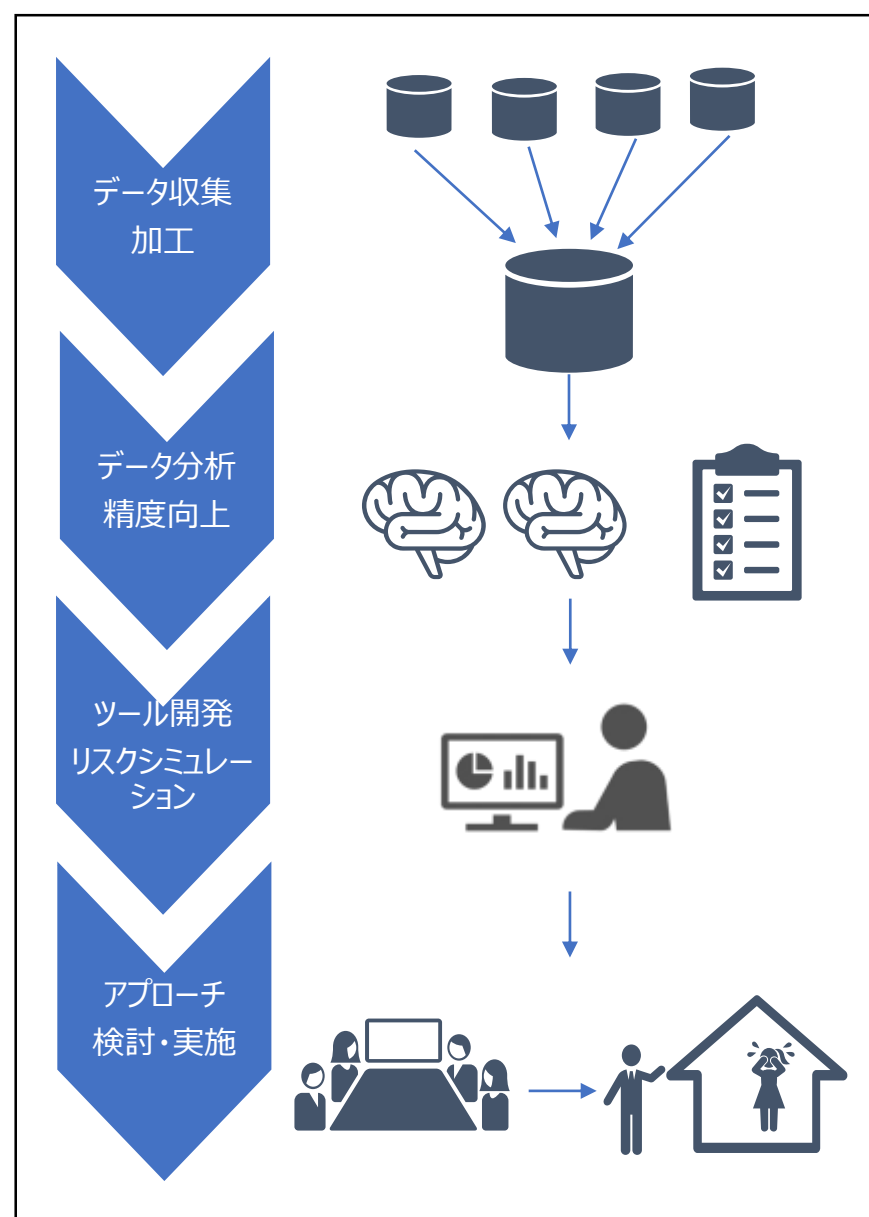 データ収集
加工
データ分析
精度向上
ツール開発
リスクシミュレー
ション
アプローチ
検討・実施